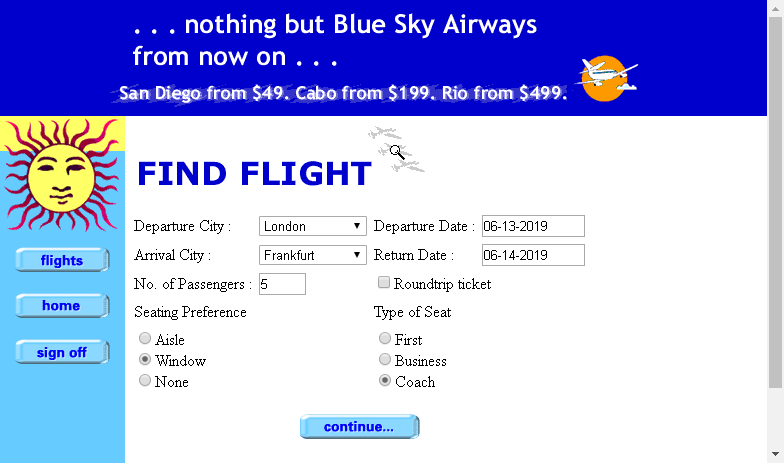 . . . nothing but Blue Sky Airways
from now on . . .
San Diego from $49. Cabo from $199. Rio from $499.
FIND FLIGHT
Departure City : London Departure Date : 06-13-2019
Arrival City : Frankfurt Return Date : 06-14-2019
No. of Passengers : 5 Roundtrip ticket
Seating Preference Type of Seat
Aisle First
Window Business
None Coach
continue...
flights
home
sign off